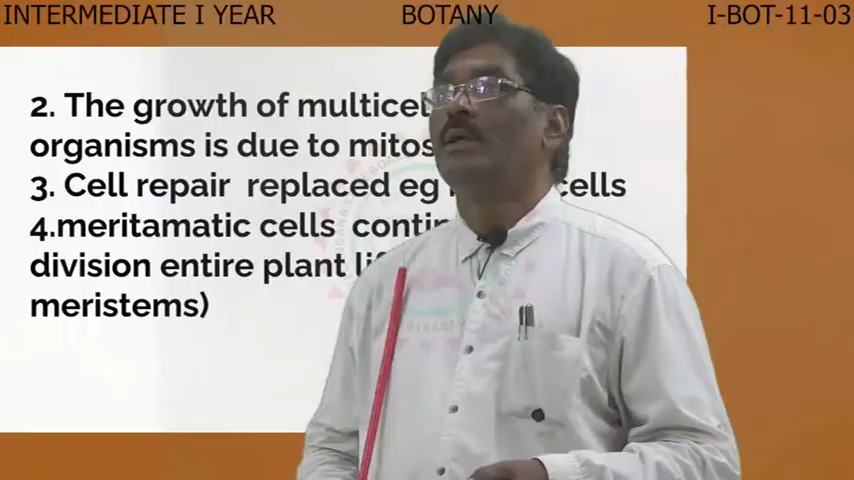 INTERMEDIATE I YEAR BOTANY I-BOT-11-03
2. The growth of multicel
organisms is due to mitos
3. Cell repair replaced eg cells
4.meritamatic cells contin
division entire plant li
meristems)